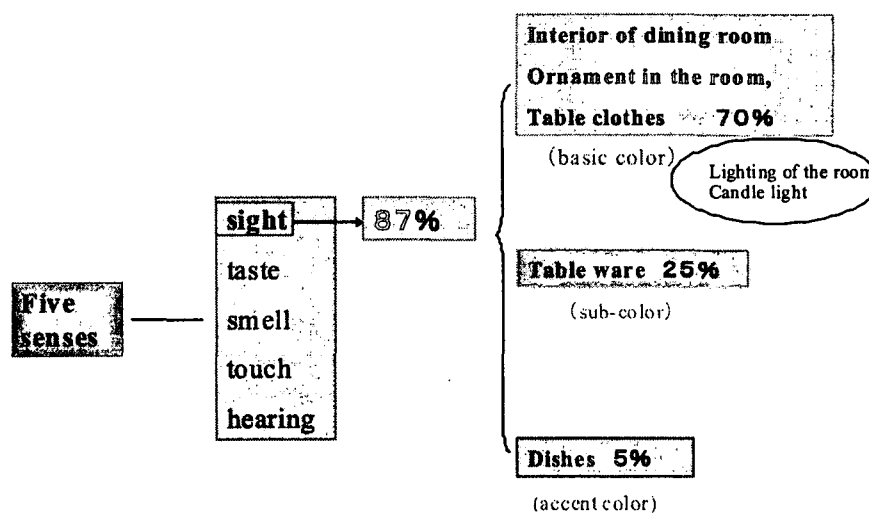 Five
senses
sight
taste
smell
touch
hearing
87%
Interior of dining room
Ornament in the room,
Table clothes 70%
(basic color)
Lighting of the room
Candle light
Table ware 25%
(sub-color)
Dishes 5%
(accent color)